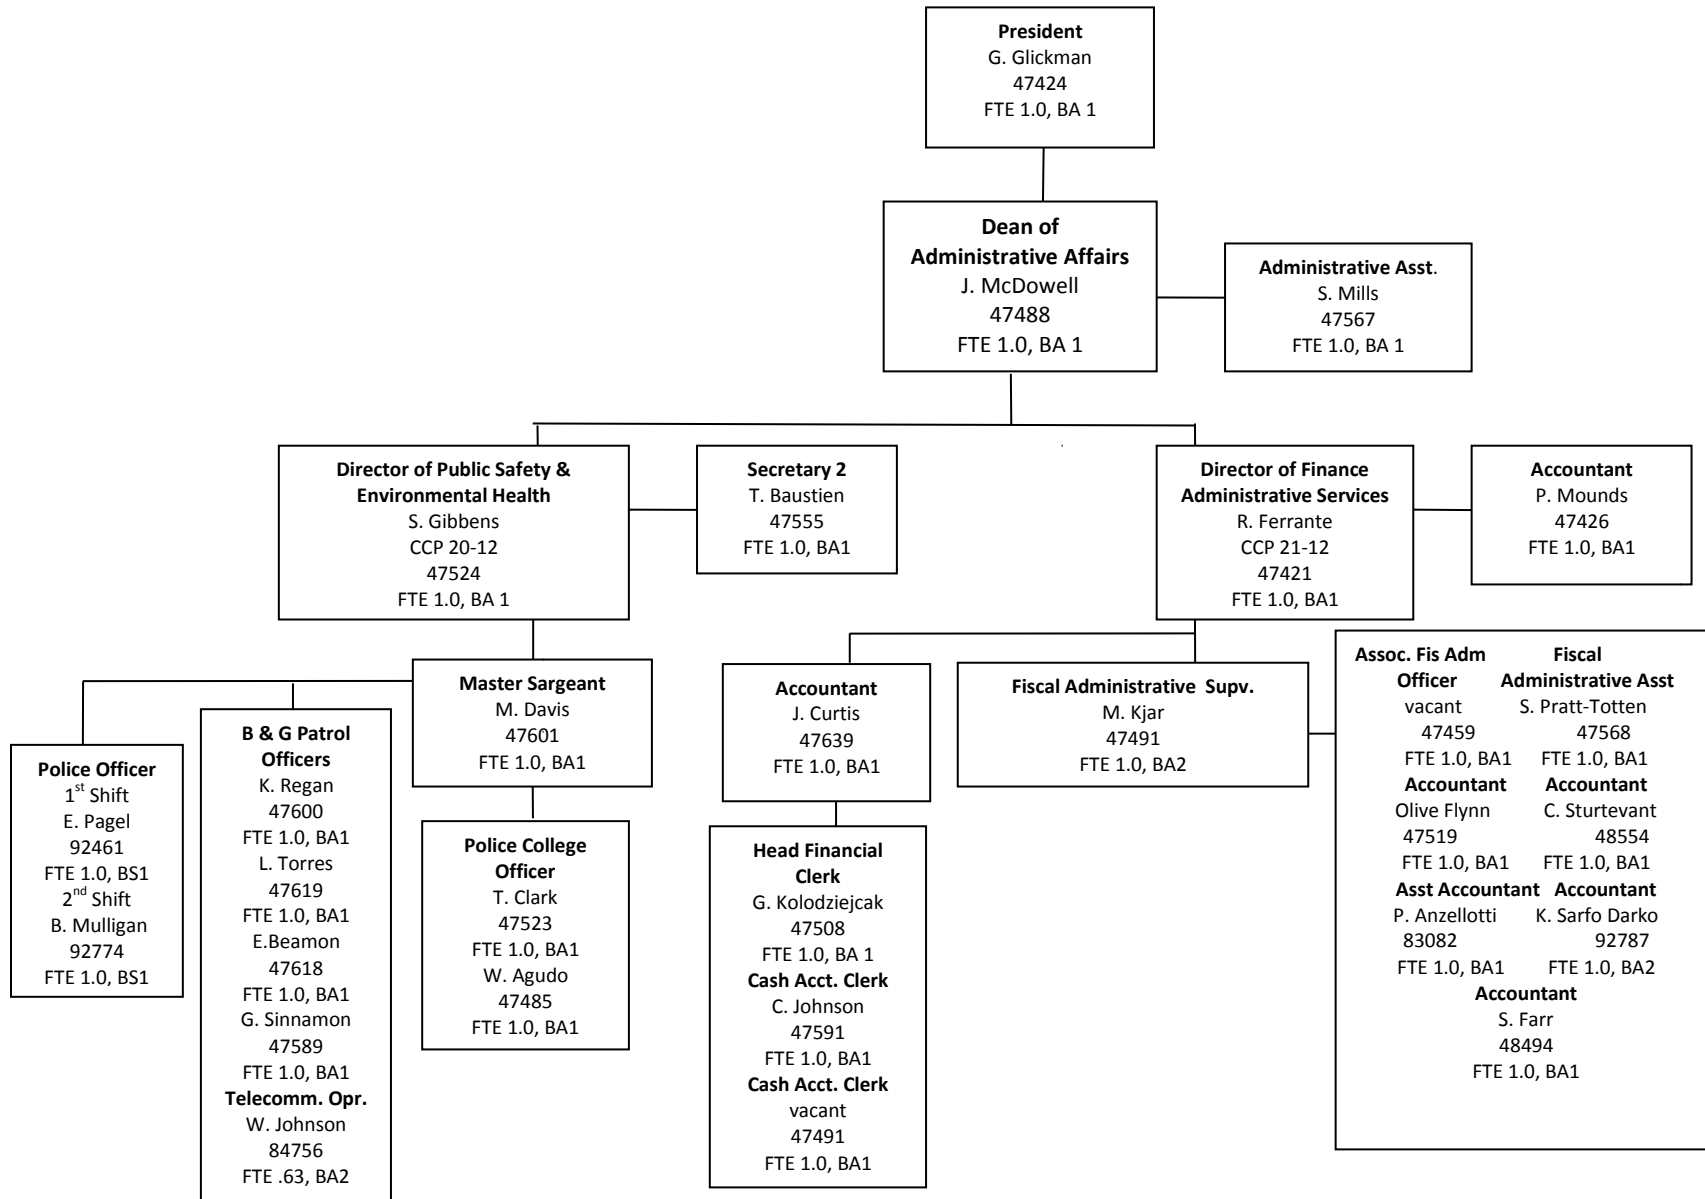 President
G. Glickman
47424
FTE 1.0, BA 1
Dean of
Administrative Affairs
J. McDowell
47488
FTE 1.0, BA 1
Administrative Asst.
S. Mills
47567
FTE 1.0, BA 1
Director of Public Safety &
Environmental Health
S. Gibbens
CCP 20-12
47524
FTE 1.0, BA 1
Secretary 2
T. Baustien
47555
FTE 1.0, BA1
Director of Finance
Administrative Services
R. Ferrante
CCP 21-12
47421
FTE 1.0, BA1
Accountant
P. Mounds
47426
FTE 1.0, BA1
Police Officer
1st Shift
E. Pagel
92461
FTE 1.0, BS1
2nd Shift
B. Mulligan
92774
FTE 1.0, BS1
B & G Patrol
Officers
K. Regan
47600
FTE 1.0, BA1
L. Torres
47619
FTE 1.0, BA1
E.Beamon
47618
FTE 1.0, BA1
G. Sinnamon
47589
FTE 1.0, BA1
Telecomm. Opr.
W. Johnson
84756
FTE .63, BA2
Master Sargeant
M. Davis
47601
FTE 1.0, BA1
Police College
Officer
T. Clark
47523
FTE 1.0, BA1
W. Agudo
47485
FTE 1.0, BA1
Accountant
J. Curtis
47639
FTE 1.0, BA1
Head Financial
Clerk
G. Kolodziejcak
47508
FTE 1.0, BA 1
Cash Acct. Clerk
C. Johnson
47591
FTE 1.0, BA1
Cash Acct. Clerk
vacant
47491
FTE 1.0, BA1
Fiscal Administrative Supv.
M. Kjar
47491
FTE 1.0, BA2
Assoc. Fis Adm Fiscal
Officer Administrative Asst
vacant S. Pratt-Totten
47459 47568
FTE 1.0, BA1 FTE 1.0, BA1
Accountant Accountant
Olive Flynn C. Sturtevant
47519 48554
FTE 1.0, BA1 FTE 1.0, BA1
Asst Accountant Accountant
P. Anzellotti K. Sarfo Darko
83082 92787
FTE 1.0, BA1 FTE 1.0, BA2
Accountant
S. Farr
48494
FTE 1.0, BA1